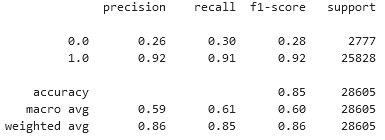 precision recall f1-score support
0.0 0.26 0.30 0.28 2777
1.0 0.92 0.91 0.92 25828
accuracy 0.85 28605
macro avg 0.59 0.61 0.60 28605
weighted avg 0.86 0.85 0.86 28605